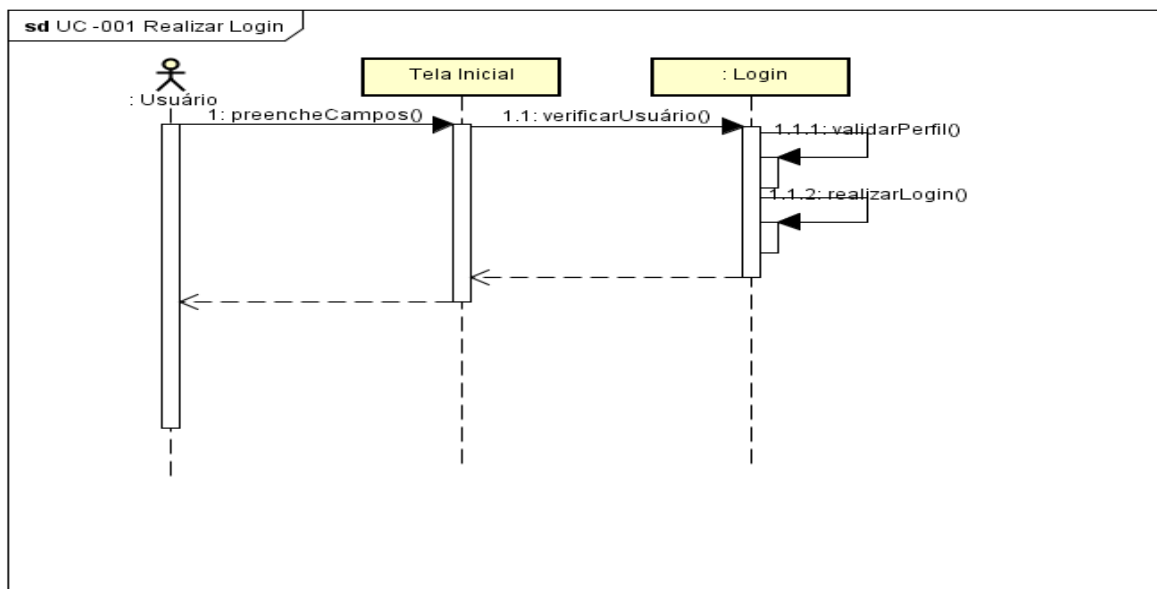 sd UC -001 Realizar Login
: Usuário
Tela Inicial
: Login
1: preencheCampos()
1.1: verificarUsuário()
1.1.1: validarPerfil()
1.1.2: realizarLogin()